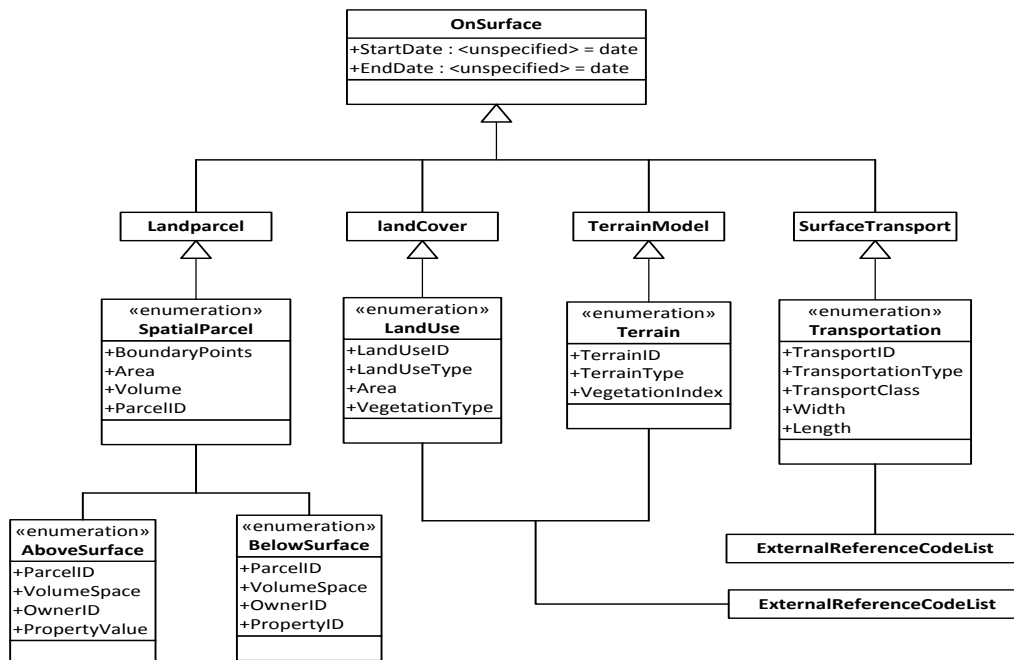 OnSurface
+StartDate : <unspecified> = date
+EndDate : <unspecified> = date
Landparcel
landCover
TerrainModel
SurfaceTransport
«enumeration»
SpatialParcel
+BoundaryPoints
+Area
+Volume
+ParcelID
«enumeration»
LandUse
+LandUseID
+LandUseType
+Area
+VegetationType
«enumeration»
Terrain
+TerrainID
+TerrainType
+VegetationIndex
«enumeration»
Transportation
+TransportID
+TransportationType
+TransportClass
+Width
+Length
«enumeration»
AboveSurface
+ParcelID
+VolumeSpace
+OwnerID
+PropertyValue
«enumeration»
BelowSurface
+ParcelID
+VolumeSpace
+OwnerID
+PropertyID
ExternalReferenceCodeList
ExternalReferenceCodeList